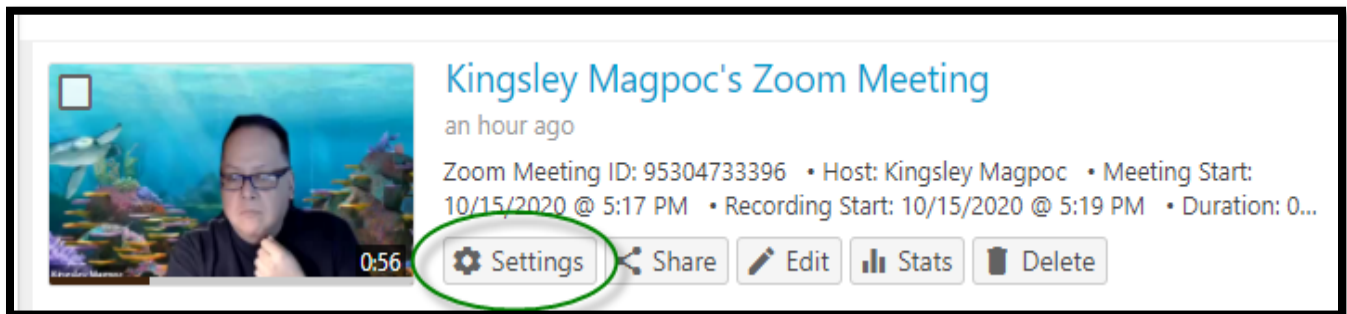 Kingsley Magpoc's Zoom Meeting
an hour ago
Zoom Meeting ID: 95304733396 • Host: Kingsley Magpoc • Meeting Start:
10/15/2020 @ 5:17 PM • Recording Start: 10/15/2020 @ 5:19 PM • Duration: 0...
Kingsley Magpoc
0:56
Settings Share Edit Stats Delete